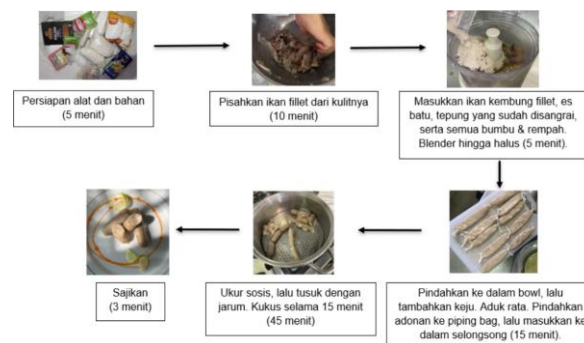 Persiapan alat dan bahan
(5 menit)
Pisahkan ikan fillet dari kulitnya
(10 menit)
Masukkan ikan kembung fillet, es
batu, tepung yang sudah disangrai,
serta semua bumbu & rempah.
Blender hingga halus (5 menit).
Pindahkan ke dalam bowl, lalu
tambahkan keju. Aduk rata. Pindahkan
adonan ke piping bag, lalu masukkan ke
dalam selongsong (15 menit).
Ukur sosis, lalu tusuk dengan
jarum. Kukus selama 15 menit
(45 menit)
Sajikan
(3 menit)